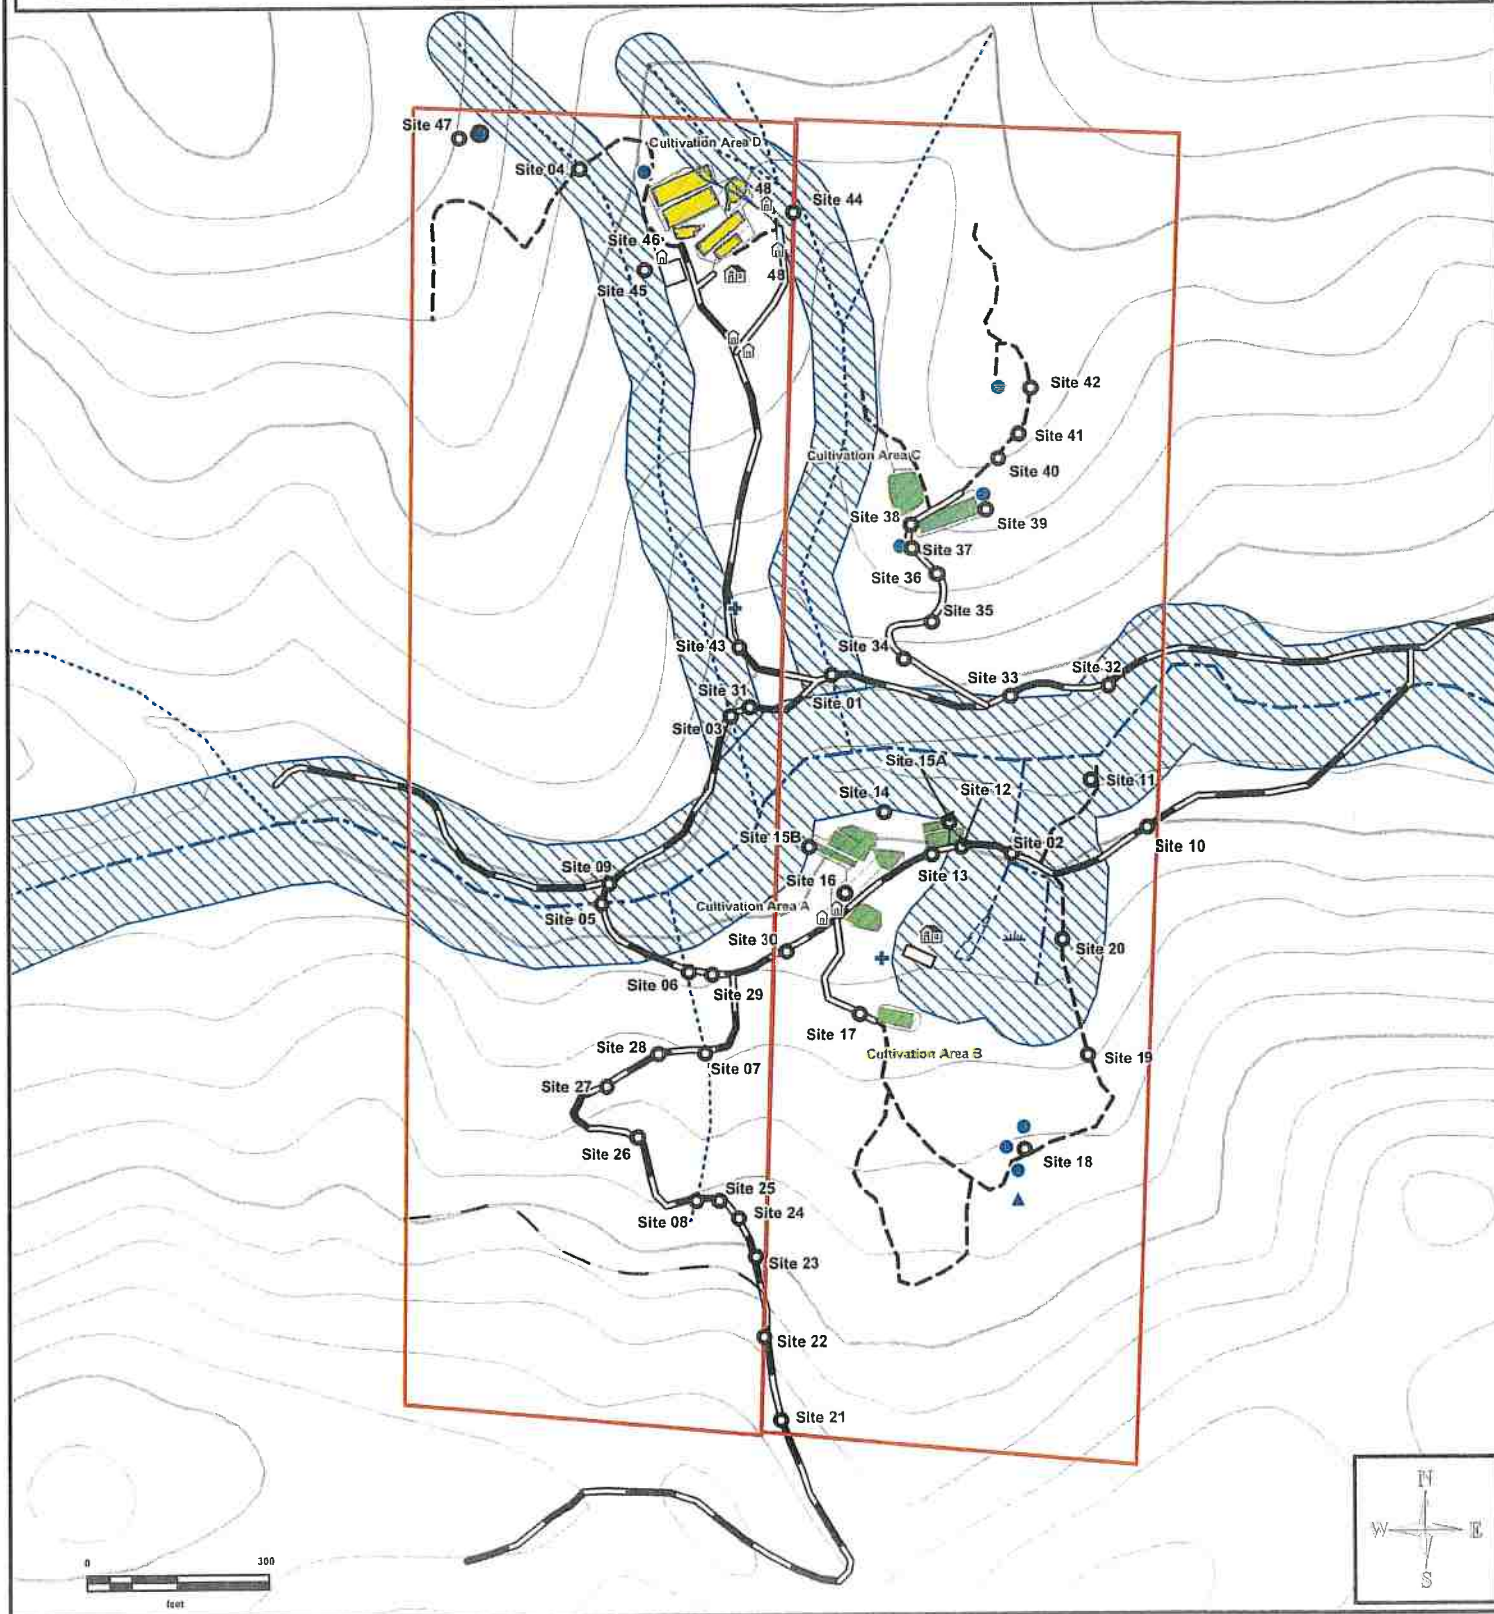 Site 47
Cultivation Area D
Site 04
48
Site 44
Site 46
48
Site 45
Site 42
Site 41
Cultivation Area C
Site 40
Site 38
Site 39
Site 37
Site 36
Site 35
Site 43
Site 34
Site 33
Site 32
Site 31
Site 01
Site 03
Site 15A
Site 11
Site 12
Site 14
Site 15B
Site 02
Site 10
Site 13
Site 09
Site 16
Cultivation Area A
Site 05
Site 30
Site 20
Site 06
Site 29
Site 17
Site 28
Cultivation Area B
Site 19
Site 07
Site 27
Site 26
Site 18
Site 25
Site 08
Site 24
Site 23
Site 22
Site 21
N
W
E
S
0
300
feet